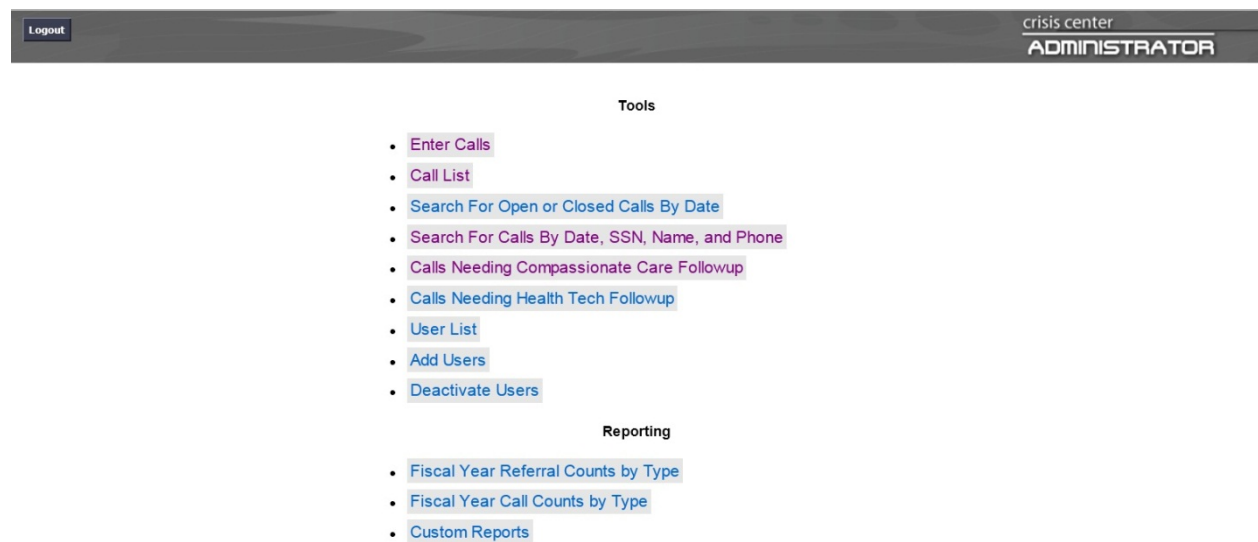 Logout
crisis center
ADMINISTRATOR
Tools
Enter Calls
Call List
Search For Open or Closed Calls By Date
Search For Calls By Date, SSN, Name, and Phone
Calls Needing Compassionate Care Followup
Calls Needing Health Tech Followup
User List
Add Users
Deactivate Users
Reporting
Fiscal Year Referral Counts by Type
Fiscal Year Call Counts by Type
Custom Reports